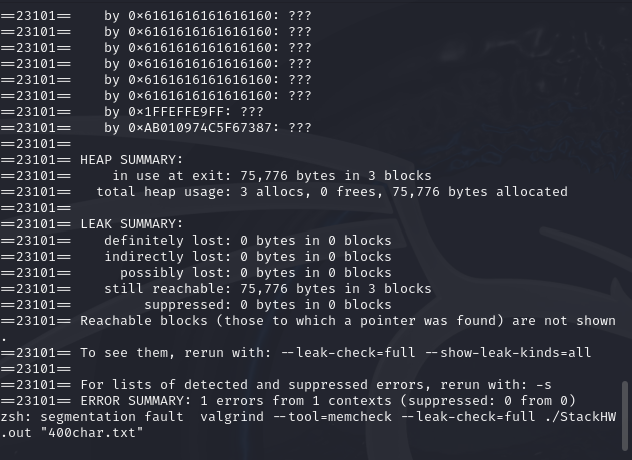 ==23101==    by 0×6161616161616160: ???
==23101==    by 0×6161616161616160: ???
==23101==    by 0×6161616161616160: ???
==23101==    by 0×6161616161616160: ???
==23101==    by 0×6161616161616160: ???
==23101==    by 0×6161616161616160: ???
==23101==    by 0×1FFEFFE9FF: ???
==23101==    by 0×AB010974C5F67387: ???
==23101==
==23101== HEAP SUMMARY:
==23101==     in use at exit: 75,776 bytes in 3 blocks
==23101==   total heap usage: 3 allocs, 0 frees, 75,776 bytes allocated
==23101==
==23101== LEAK SUMMARY:
==23101==    definitely lost: 0 bytes in 0 blocks
==23101==    indirectly lost: 0 bytes in 0 blocks
==23101==      possibly lost: 0 bytes in 0 blocks
==23101==    still reachable: 75,776 bytes in 3 blocks
==23101==         suppressed: 0 bytes in 0 blocks
==23101== Reachable blocks (those to which a pointer was found) are not shown
.
==23101== To see them, rerun with: --leak-check=full --show-leak-kinds=all
==23101==
==23101== For lists of detected and suppressed errors, rerun with: -s
==23101== ERROR SUMMARY: 1 errors from 1 contexts (suppressed: 0 from 0)
zsh: segmentation fault  valgrind --tool=memcheck --leak-check=full ./StackHW
.out "400char.txt"